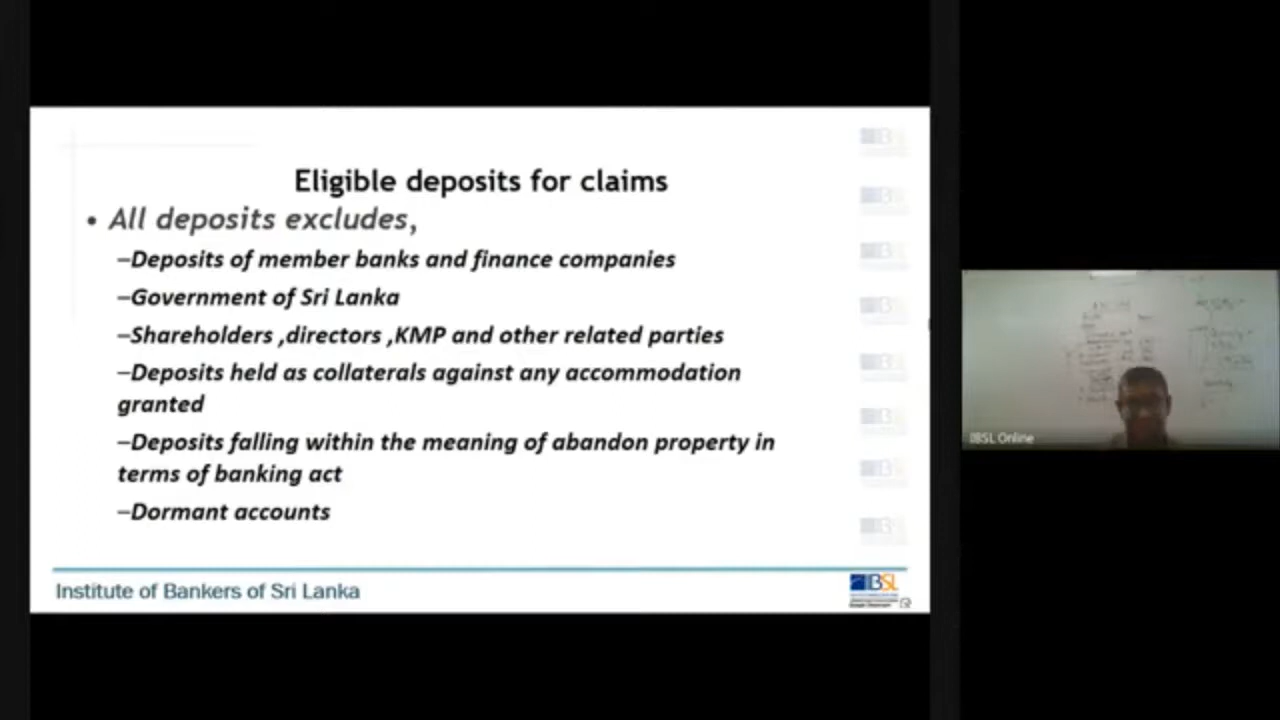 Eligible deposits for claims
• All deposits excludes,
–Deposits of member banks and finance companies
–Government of Sri Lanka
–Shareholders ,directors ,KMP and other related parties
–Deposits held as collaterals against any accommodation
granted
–Deposits falling within the meaning of abandon property in
terms of banking act
–Dormant accounts
Institute of Bankers of Sri Lanka
IBSL
IBSL Online